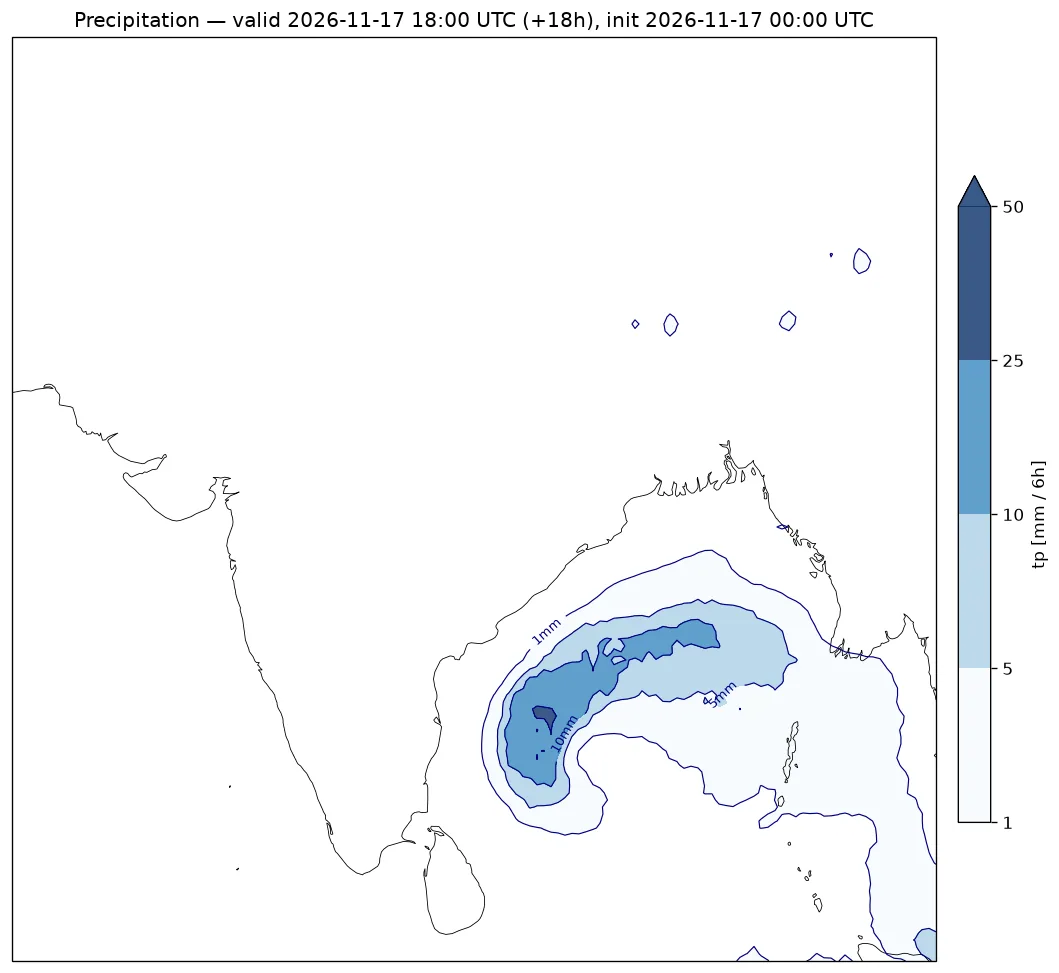 Precipitation — valid 2026-11-17 18:00 UTC (+18h), init 2026-11-17 00:00 UTC
50
25
10
5
1
tp [mm / 6h]
1mm
5mm
10mm